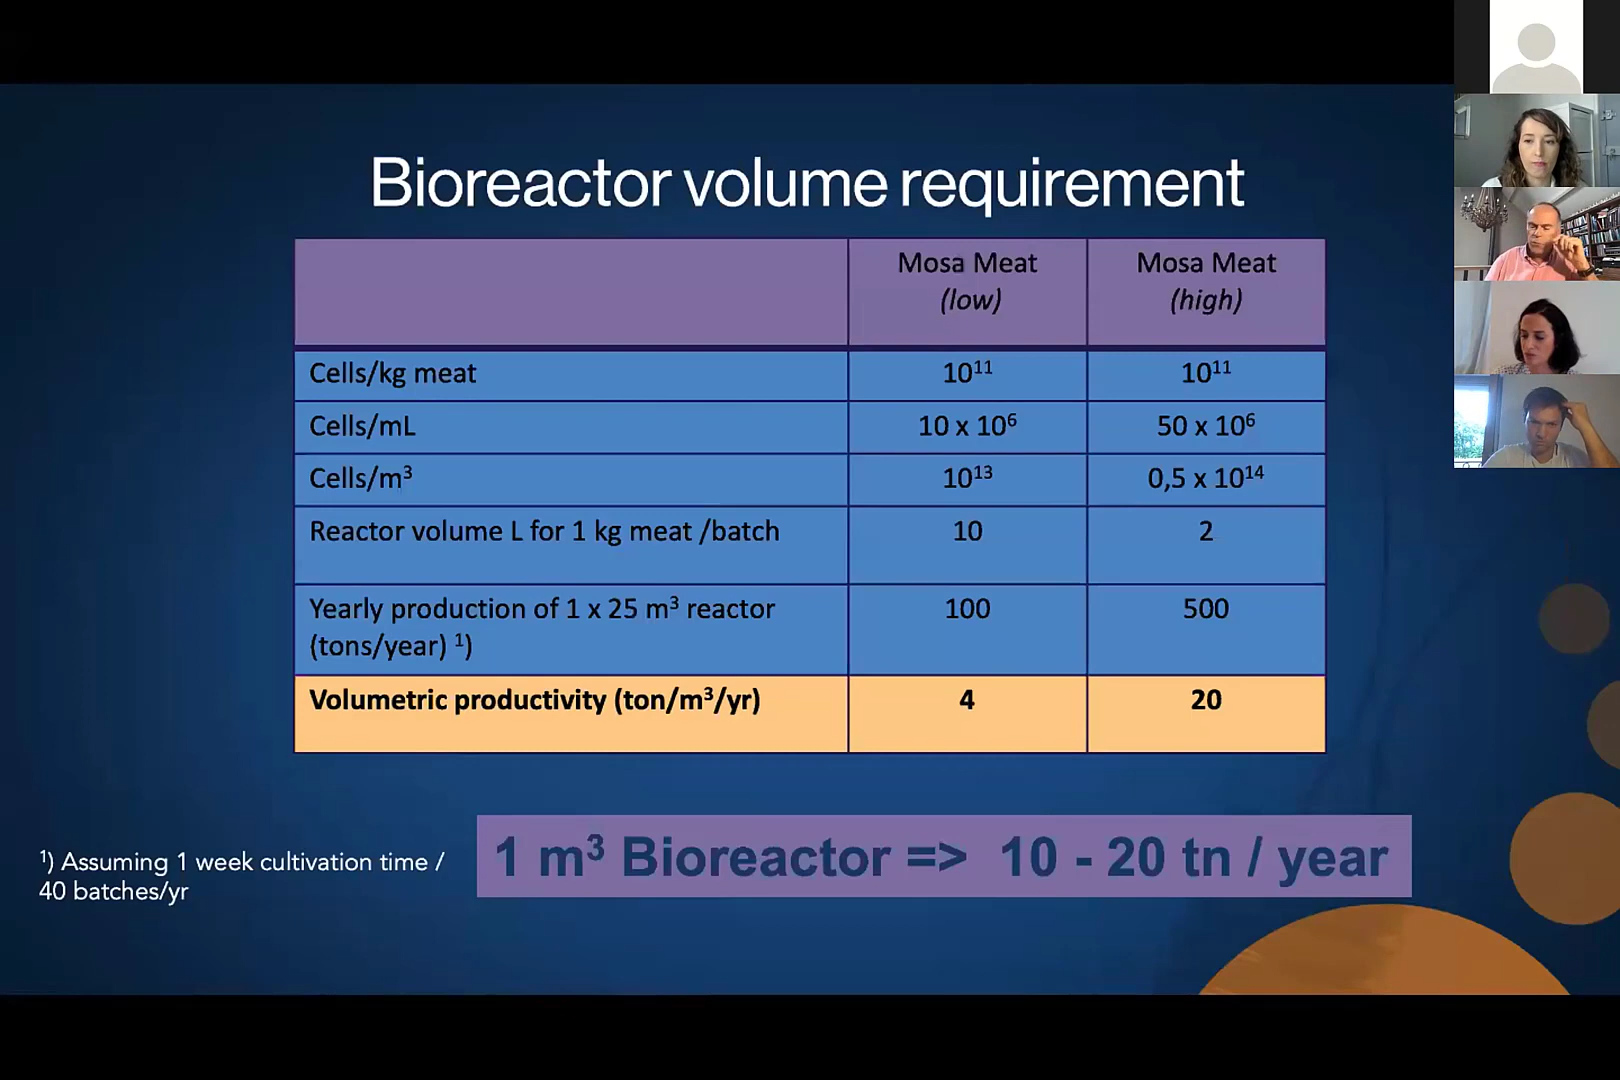 Bioreactor volume requirement
Mosa Meat
(low)
Mosa Meat
(high)
Cells/kg meat 10¹¹ 10¹¹
Cells/mL 10 x 10⁶ 50 x 10⁶
Cells/m³ 10¹³ 0,5 x 10¹⁴
Reactor volume L for 1 kg meat /batch 10 2
Yearly production of 1 x 25 m³ reactor 100 500
(tons/year) ¹)
Volumetric productivity (ton/m³/yr) 4 20
1 m³ Bioreactor => 10 - 20 tn / year
¹) Assuming 1 week cultivation time /
40 batches/yr